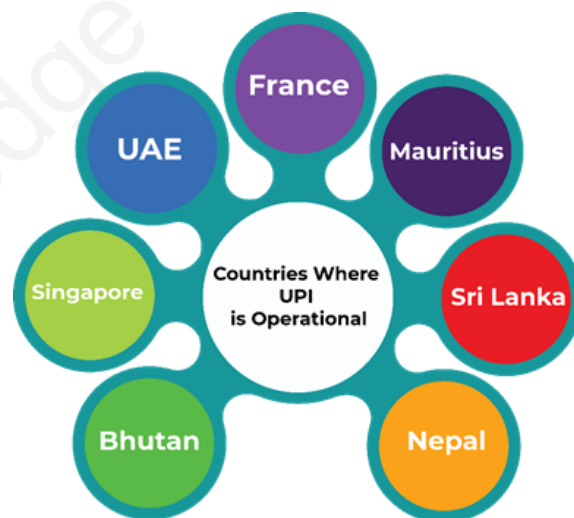 France
UAE
Mauritius
Countries Where
UPI
is Operational
Singapore
Sri Lanka
Bhutan
Nepal